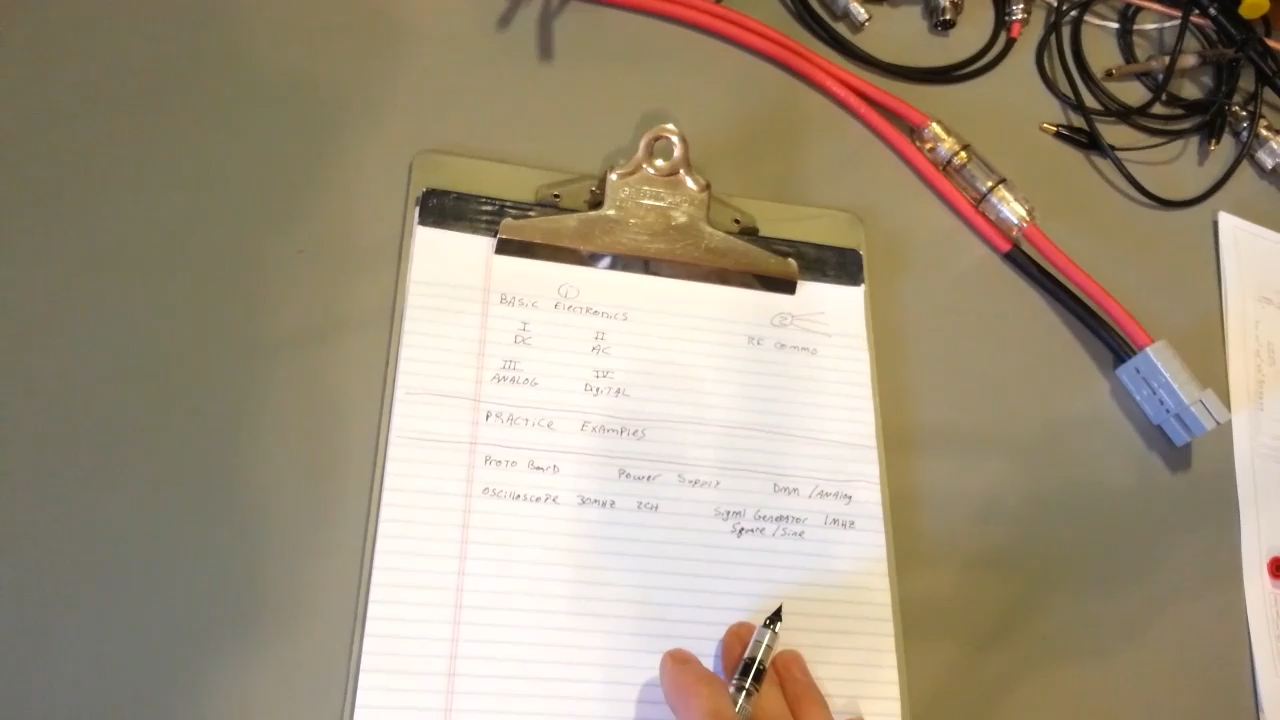 ①
BASIC ELECTRONICS
②
RF COMMO
I II
DC AC
III IV
ANALOG DIGITAL
PRACTICE EXAMPLES
PROTO BOARD POWER SUPPLY DMM / ANALOG
OSCILLOSCOPE 30MHZ 2CH Signal Generator 1MHZ
Square / Sine